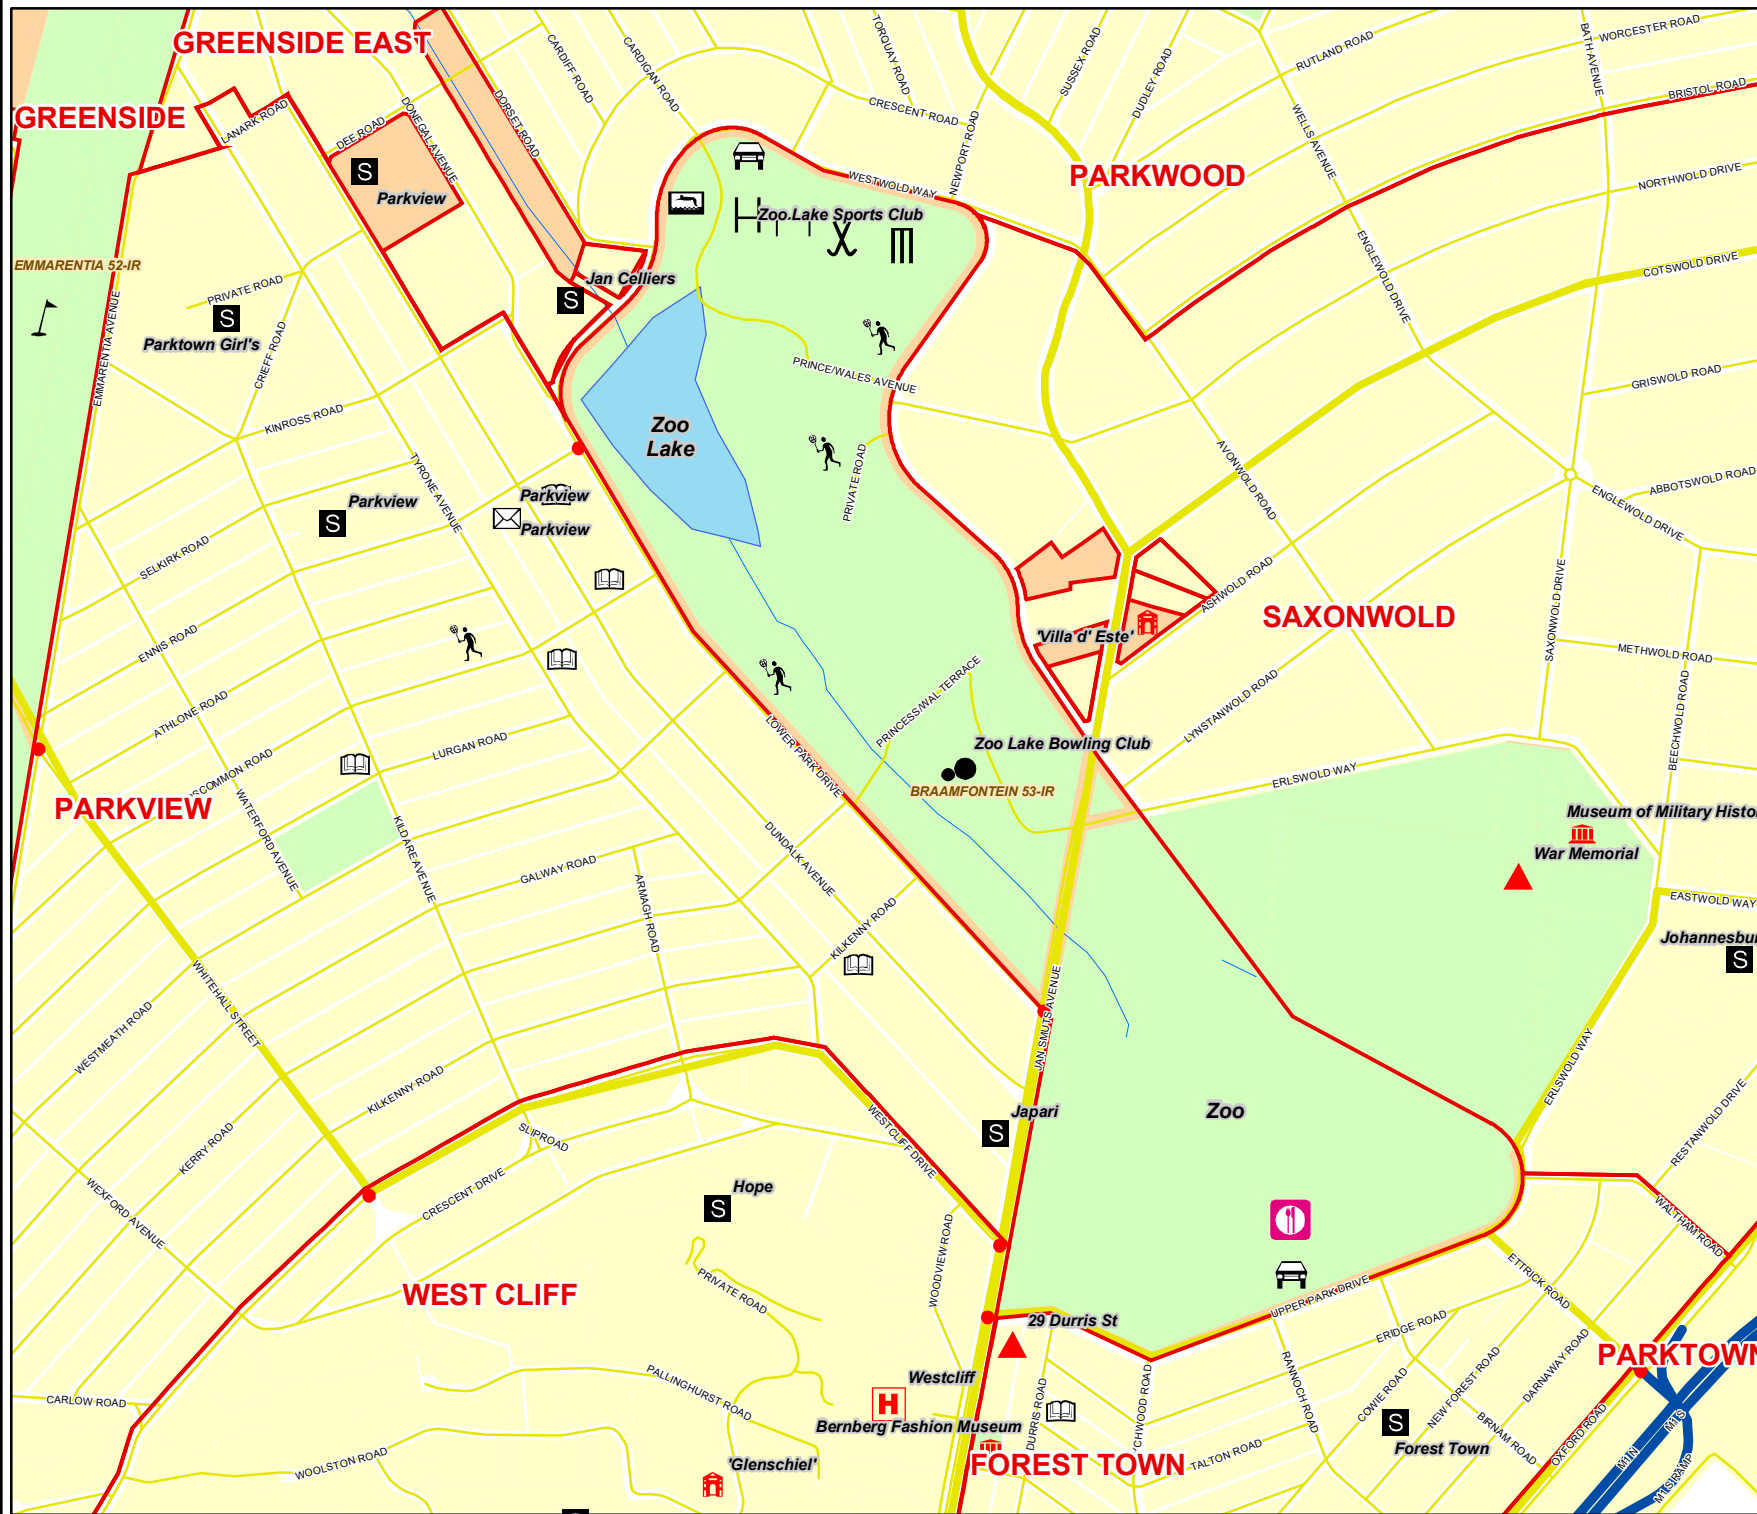 GREENSIDE EAST
GREENSIDE
LANARK ROAD
DEE ROAD
DONEGAL AVENUE
DORSET ROAD
CARDIFF ROAD
CARDIGAN ROAD
TORQUAY ROAD
CRESCENT ROAD
NEWPORT ROAD
SUSSEX ROAD
DUDLEY ROAD
RUTLAND ROAD
WELLS AVENUE
BATH AVENUE
WORCESTER ROAD
BRISTOL ROAD
WESTWOLD WAY
PARKWOOD
NORTHWOLD DRIVE
S
Parkview
Zoo Lake Sports Club
EMMARENTIA 52-IR
PRIVATE ROAD
S
Parktown Girl's
EMMARENTIA AVENUE
CRIEFF ROAD
Jan Celliers
S
ENGLEWOLD DRIVE
COTSWOLD DRIVE
PRINCE/WALES AVENUE
GRISWOLD ROAD
KINROSS ROAD
Zoo
Lake
PRIVATE ROAD
AVONWOLD ROAD
TYRONE AVENUE
Parkview
S
Parkview
Parkview
ABBOTSWOLD ROAD
ENGLEWOLD DRIVE
SELKIRK ROAD
ASHWOLD ROAD
SAXONWOLD
SAXONWOLD DRIVE
ENNIS ROAD
'Villa d' Este'
METHWOLD ROAD
BEECHWOLD ROAD
ATHLONE ROAD
LURGAN ROAD
LOWER PARK DRIVE
PRINCESS/WAL TERRACE
LYNSTANWOLD ROAD
Zoo Lake Bowling Club
BRAAMFONTEIN 53-IR
ERLSWOLD WAY
SCOMMON ROAD
PARKVIEW
WATERFORD AVENUE
KILDARE AVENUE
DUNDALK AVENUE
Museum of Military Histo
War Memorial
GALWAY ROAD
ARMAGH ROAD
KILKENNY ROAD
EASTWOLD WAY
Johannesbur
S
WHITEHALL STREET
JAN SMUTS AVENUE
WESTMEATH ROAD
KILKENNY ROAD
ERLSWOLD WAY
Japari
S
Zoo
WESTCLIFF DRIVE
SLIPROAD
KERRY ROAD
RESTANWOLD DRIVE
WEXFORD AVENUE
CRESCENT DRIVE
Hope
S
WALTHAM ROAD
WOODVIEW ROAD
PRIVATE ROAD
WEST CLIFF
ETTRICK ROAD
UPPER PARK DRIVE
29 Durris St
ERIDGE ROAD
PARKTOWN
DARNAWAY ROAD
RANNOCH ROAD
COWIE ROAD
NEW FOREST ROAD
BIRNAM ROAD
PALLINGHURST ROAD
Westcliff
H
Bernberg Fashion Museum
DURRIS ROAD
YCHWOOD ROAD
S
Forest Town
CARLOW ROAD
WOOLSTON ROAD
'Glenschiel'
FOREST TOWN
TALTON ROAD
OXFORD ROAD
M1N
M1S
M1S RAMP